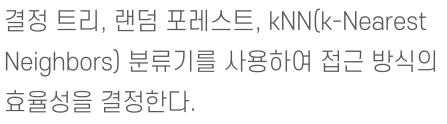 결정 트리, 랜덤 포레스트, kNN(k-Nearest
Neighbors) 분류기를 사용하여 접근 방식의
효율성을 결정한다.